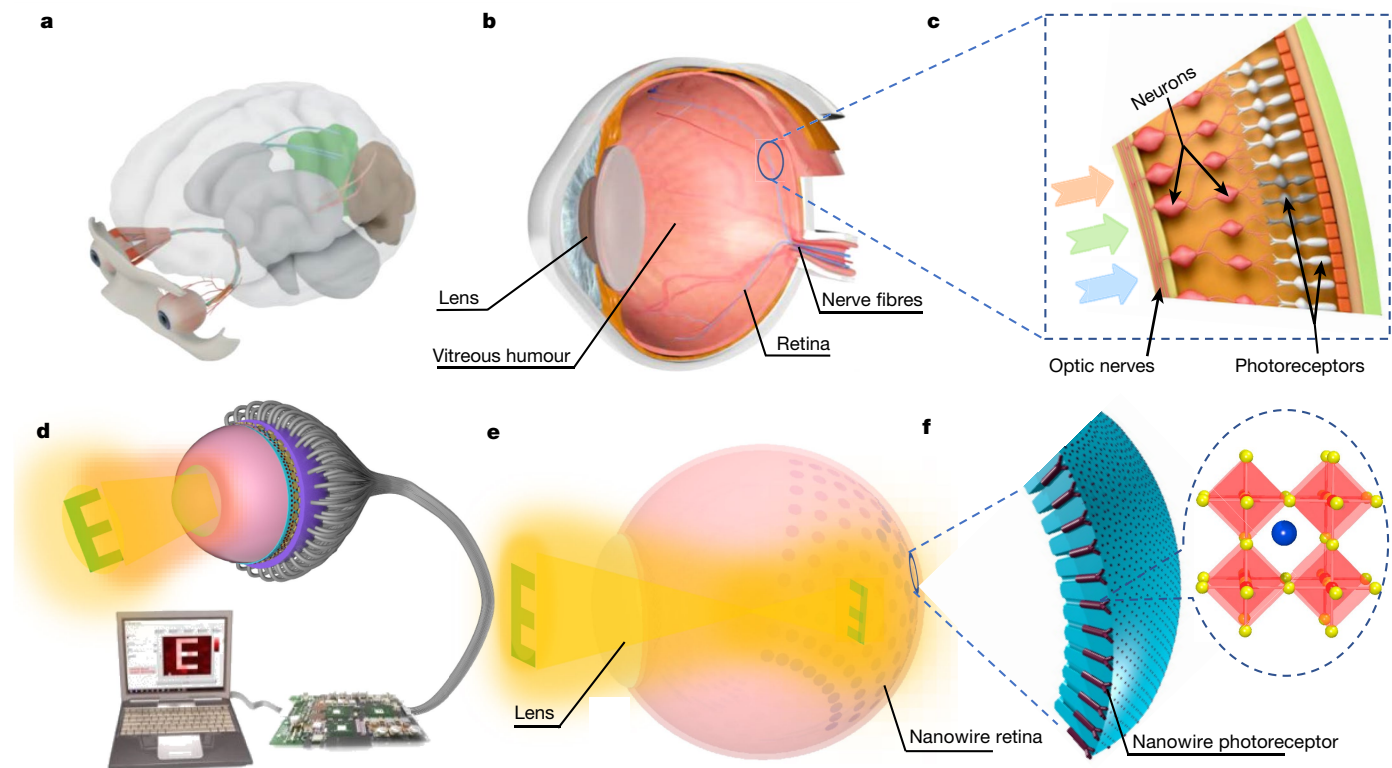 a
b
c
Neurons
Lens
Vitreous humour
Nerve fibres
Retina
Optic nerves
Photoreceptors
d
E
E
e
E
E
Lens
Nanowire retina
f
Nanowire photoreceptor